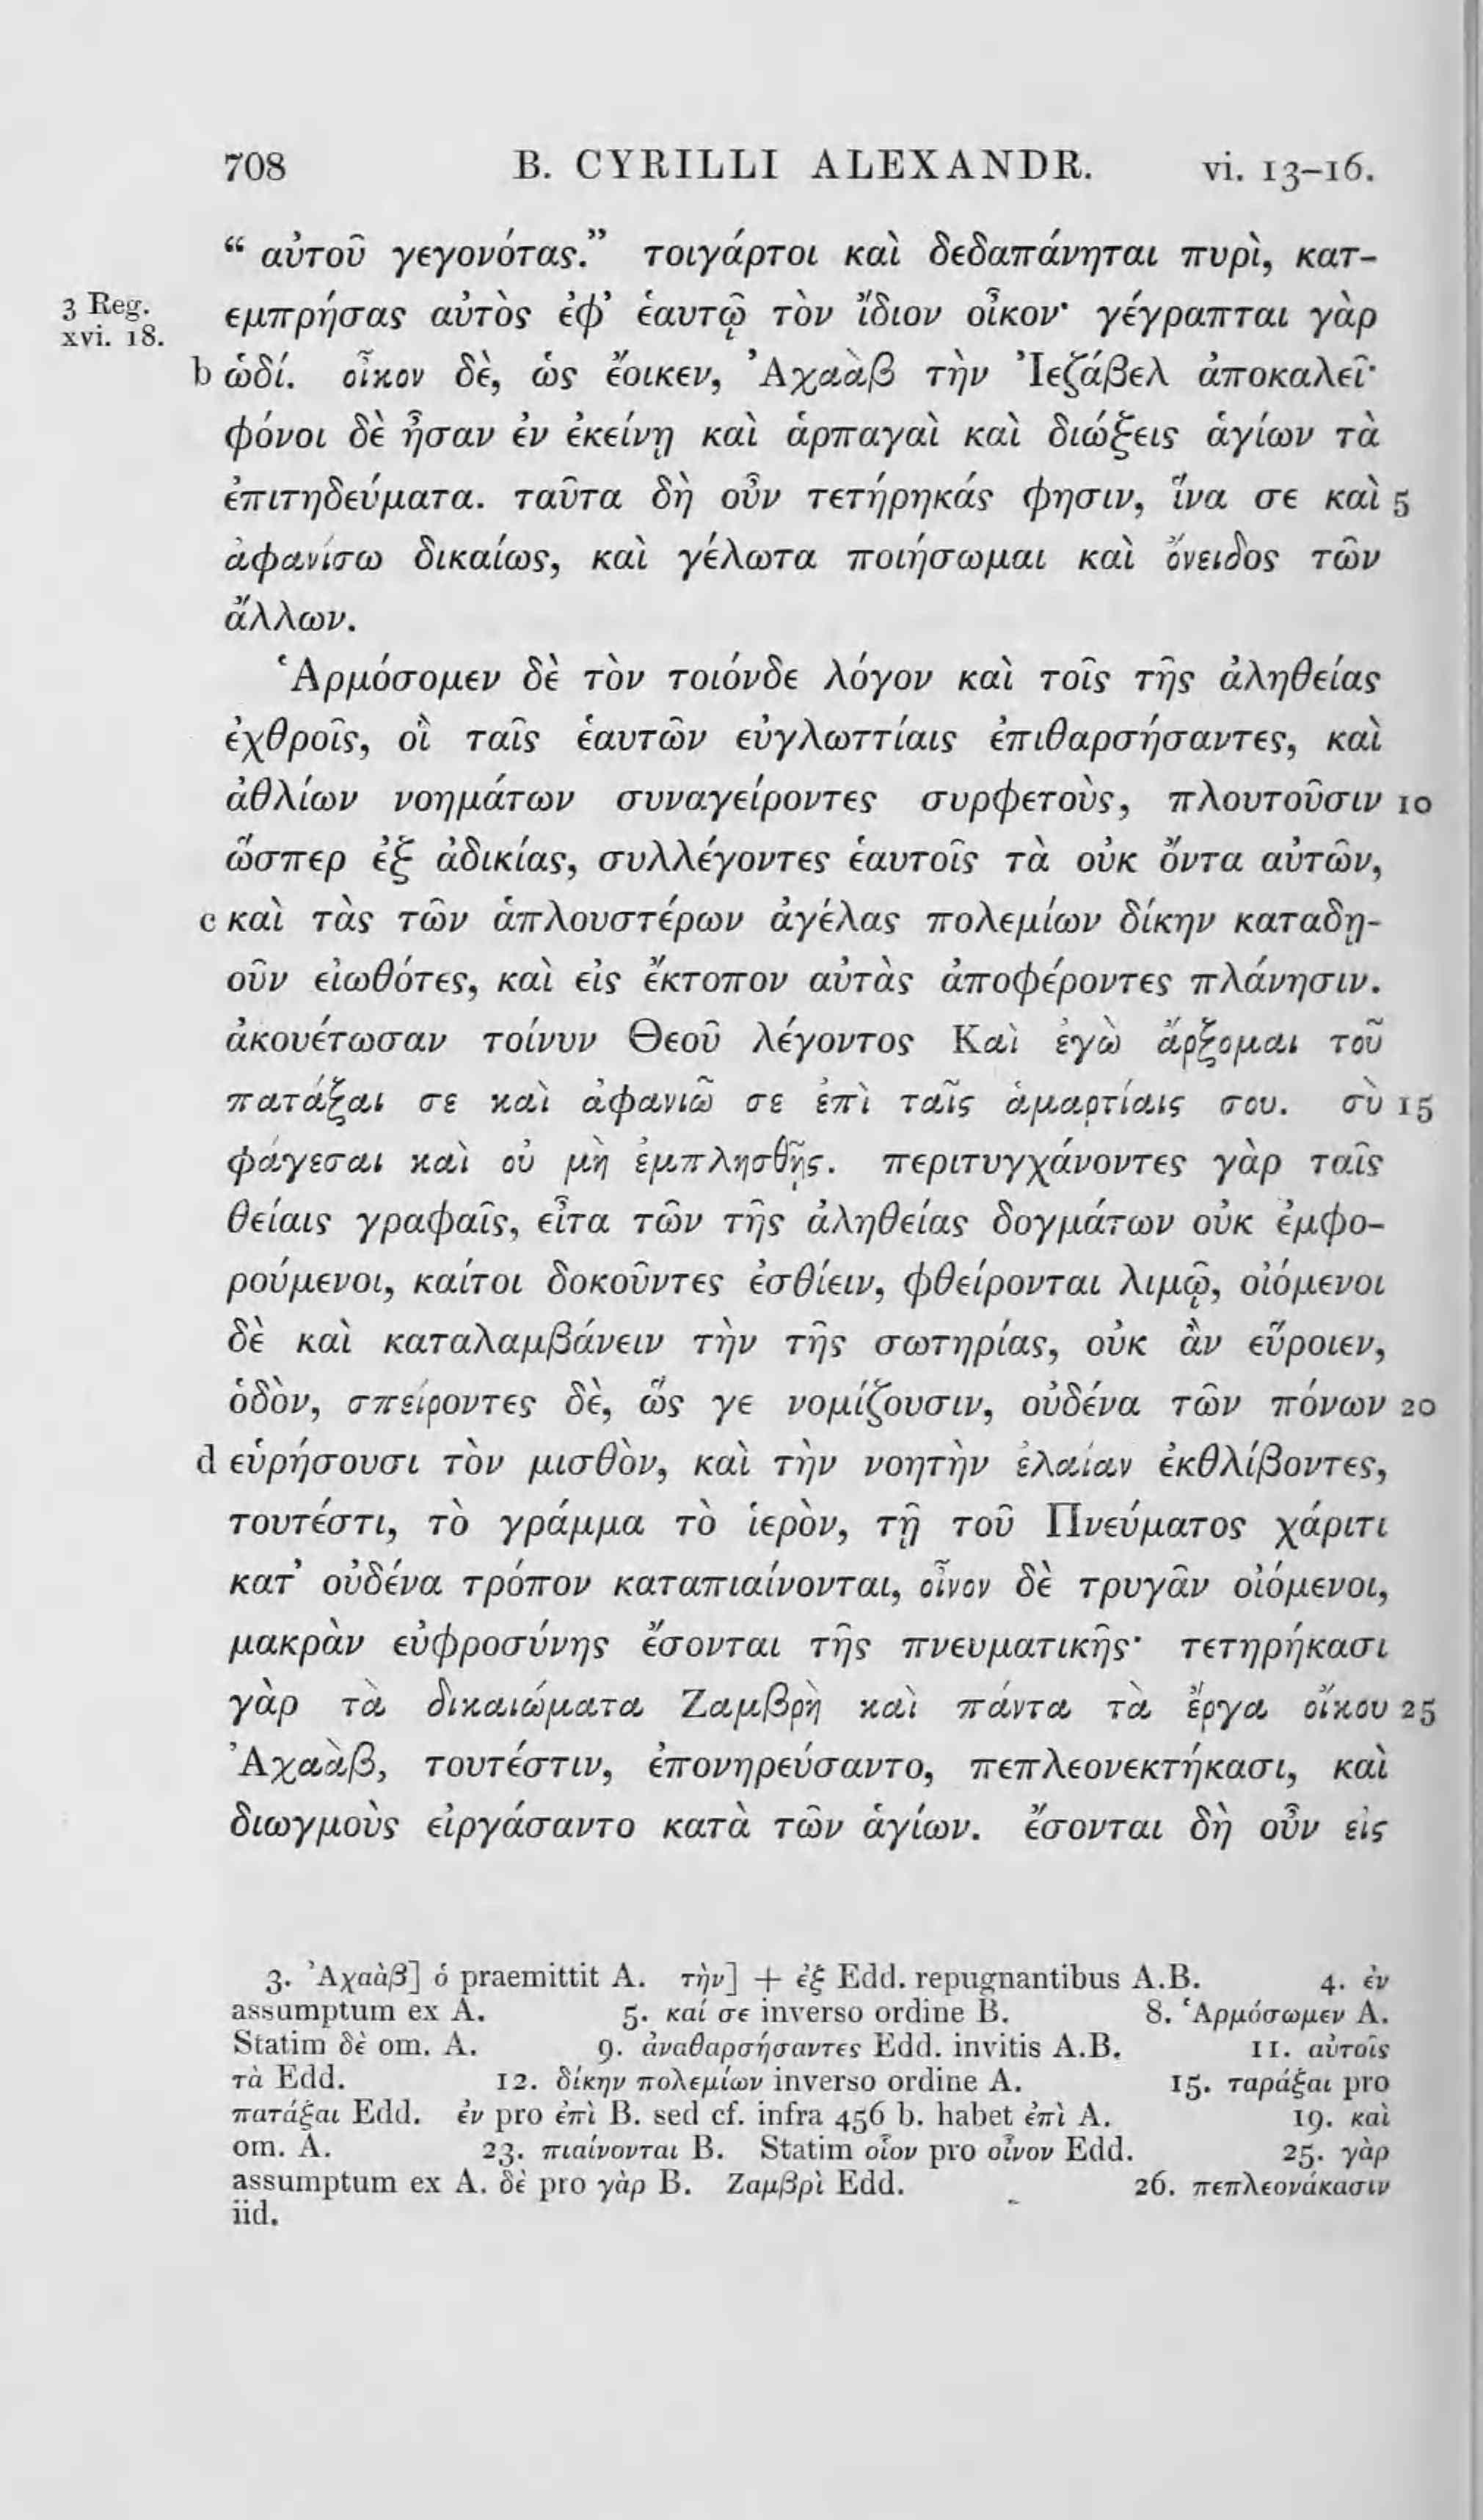 708 B. CYRILLI ALEXANDR. vi. 13-16.
“ αὐτοῦ γεγονότας.” τοιγάρτοι καὶ δεδαπάνηται πυρὶ, κατ-
3 Reg. xvi. 18. εμπρήσας αὐτὸς ἐφ’ ἑαυτῷ τὸν ἴδιον οἶκον· γέγραπται γὰρ
b ὡδί. οἶκον δὲ, ὡς ἔοικεν, Ἀχαὰβ τὴν Ἰεζάβελ ἀποκαλεῖ·
φόνοι δὲ ἦσαν ἐν ἐκείνῃ καὶ ἁρπαγαὶ καὶ διώξεις ἁγίων τὰ
ἐπιτηδεύματα. ταῦτα δὴ οὖν τετήρηκάς φησιν, ἵνα σε καὶ 5
ἀφανίσω δικαίως, καὶ γέλωτα ποιήσωμαι καὶ ὄνειδος τῶν
ἄλλων.
Ἁρμόσομεν δὲ τὸν τοιόνδε λόγον καὶ τοῖς τῆς ἀληθείας
ἐχθροῖς, οἳ ταῖς ἑαυτῶν εὐγλωττίαις ἐπιθαρσήσαντες, καὶ
ἀθλίων νοημάτων συναγείροντες συρφετοὺς, πλουτοῦσιν 10
ὥσπερ ἐξ ἀδικίας, συλλέγοντες ἑαυτοῖς τὰ οὐκ ὄντα αὐτῶν,
c καὶ τὰς τῶν ἁπλουστέρων ἀγέλας πολεμίων δίκην καταδῃ-
οῦν εἰωθότες, καὶ εἰς ἔκτοπον αὐτὰς ἀποφέροντες πλάνησιν.
ἀκουέτωσαν τοίνυν Θεοῦ λέγοντος Καὶ ἐγὼ ἄρξομαι τοῦ
πατάξαι σε καὶ ἀφανιῶ σε ἐπὶ ταῖς ἁμαρτίαις σου. σὺ 15
φάγεσαι καὶ οὐ μὴ ἐμπλησθῇς. περιτυγχάνοντες γὰρ ταῖς
θείαις γραφαῖς, εἶτα τῶν τῆς ἀληθείας δογμάτων οὐκ ἐμφο-
ρούμενοι, καίτοι δοκοῦντες ἐσθίειν, φθείρονται λιμῷ, οἰόμενοι
δὲ καὶ καταλαμβάνειν τὴν τῆς σωτηρίας, οὐκ ἂν εὕροιεν,
ὁδὸν, σπείροντες δὲ, ὥς γε νομίζουσιν, οὐδένα τῶν πόνων 20
d εὑρήσουσι τὸν μισθὸν, καὶ τὴν νοητὴν ἐλαίαν ἐκθλίβοντες,
τουτέστι, τὸ γράμμα τὸ ἱερὸν, τῇ τοῦ Πνεύματος χάριτι
κατ’ οὐδένα τρόπον καταπιαίνονται, οἶνον δὲ τρυγᾶν οἰόμενοι,
μακρὰν εὐφροσύνης ἔσονται τῆς πνευματικῆς· τετηρήκασι
γὰρ τὰ δικαιώματα Ζαμβρὴ καὶ πάντα τὰ ἔργα οἴκου 25
Ἀχαὰβ, τουτέστιν, ἐπονηρεύσαντο, πεπλεονεκτήκασι, καὶ
διωγμοὺς εἰργάσαντο κατὰ τῶν ἁγίων. ἔσονται δὴ οὖν εἰς
3. Ἀχαὰβ] ὁ praemittit A. τὴν] + ἐξ Edd. repugnantibus A.B. 4. ἐν
assumptum ex A. 5. καί σε inverso ordine B. 8. Ἁρμόσωμεν A.
Statim δὲ om. A. 9. ἀναθαρσήσαντες Edd. invitis A.B. 11. αὐτοῖς
τὰ Edd. 12. δίκην πολεμίων inverso ordine A. 15. ταράξαι pro
πατάξαι Edd. ἐν pro ἐπὶ B. sed cf. infra 456 b. habet ἐπὶ A. 19. καὶ
om. A. 23. πιαίνονται B. Statim οἷον pro οἶνον Edd. 25. γὰρ
assumptum ex A. δὲ pro γὰρ B. Ζαμβρὶ Edd. 26. πεπλεονάκασιν
iid.